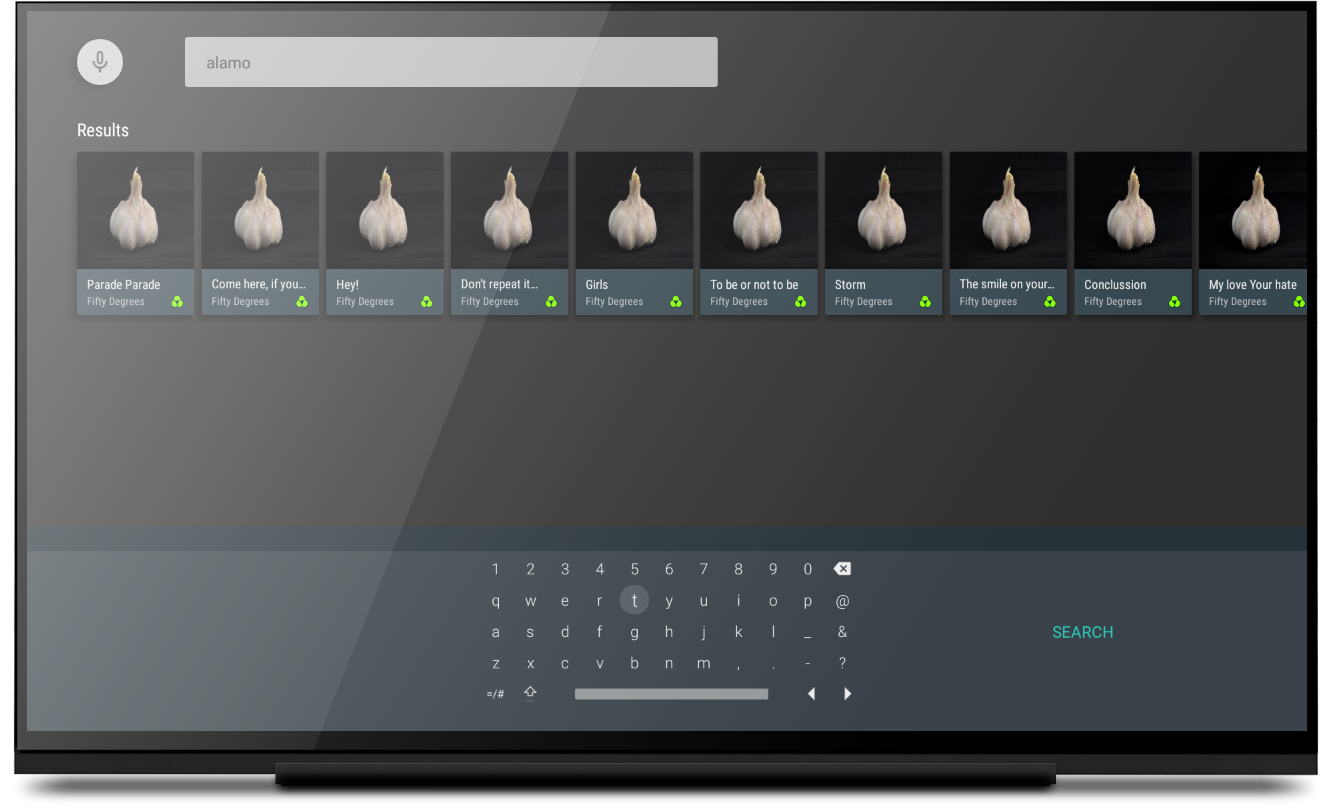 alamo
Results
Parade Parade
Fifty Degrees
Come here, if you...
Fifty Degrees
Hey!
Fifty Degrees
Don't repeat it...
Fifty Degrees
Girls
Fifty Degrees
To be or not to be
Fifty Degrees
Storm
Fifty Degrees
The smile on your...
Fifty Degrees
Conclussion
Fifty Degrees
My love Your hate
Fifty Degrees
1 2 3 4 5 6 7 8 9 0
q w e r t y u i o p @
a s d f g h j k l _ &
z x c v b n m , . - ?
=/#
SEARCH